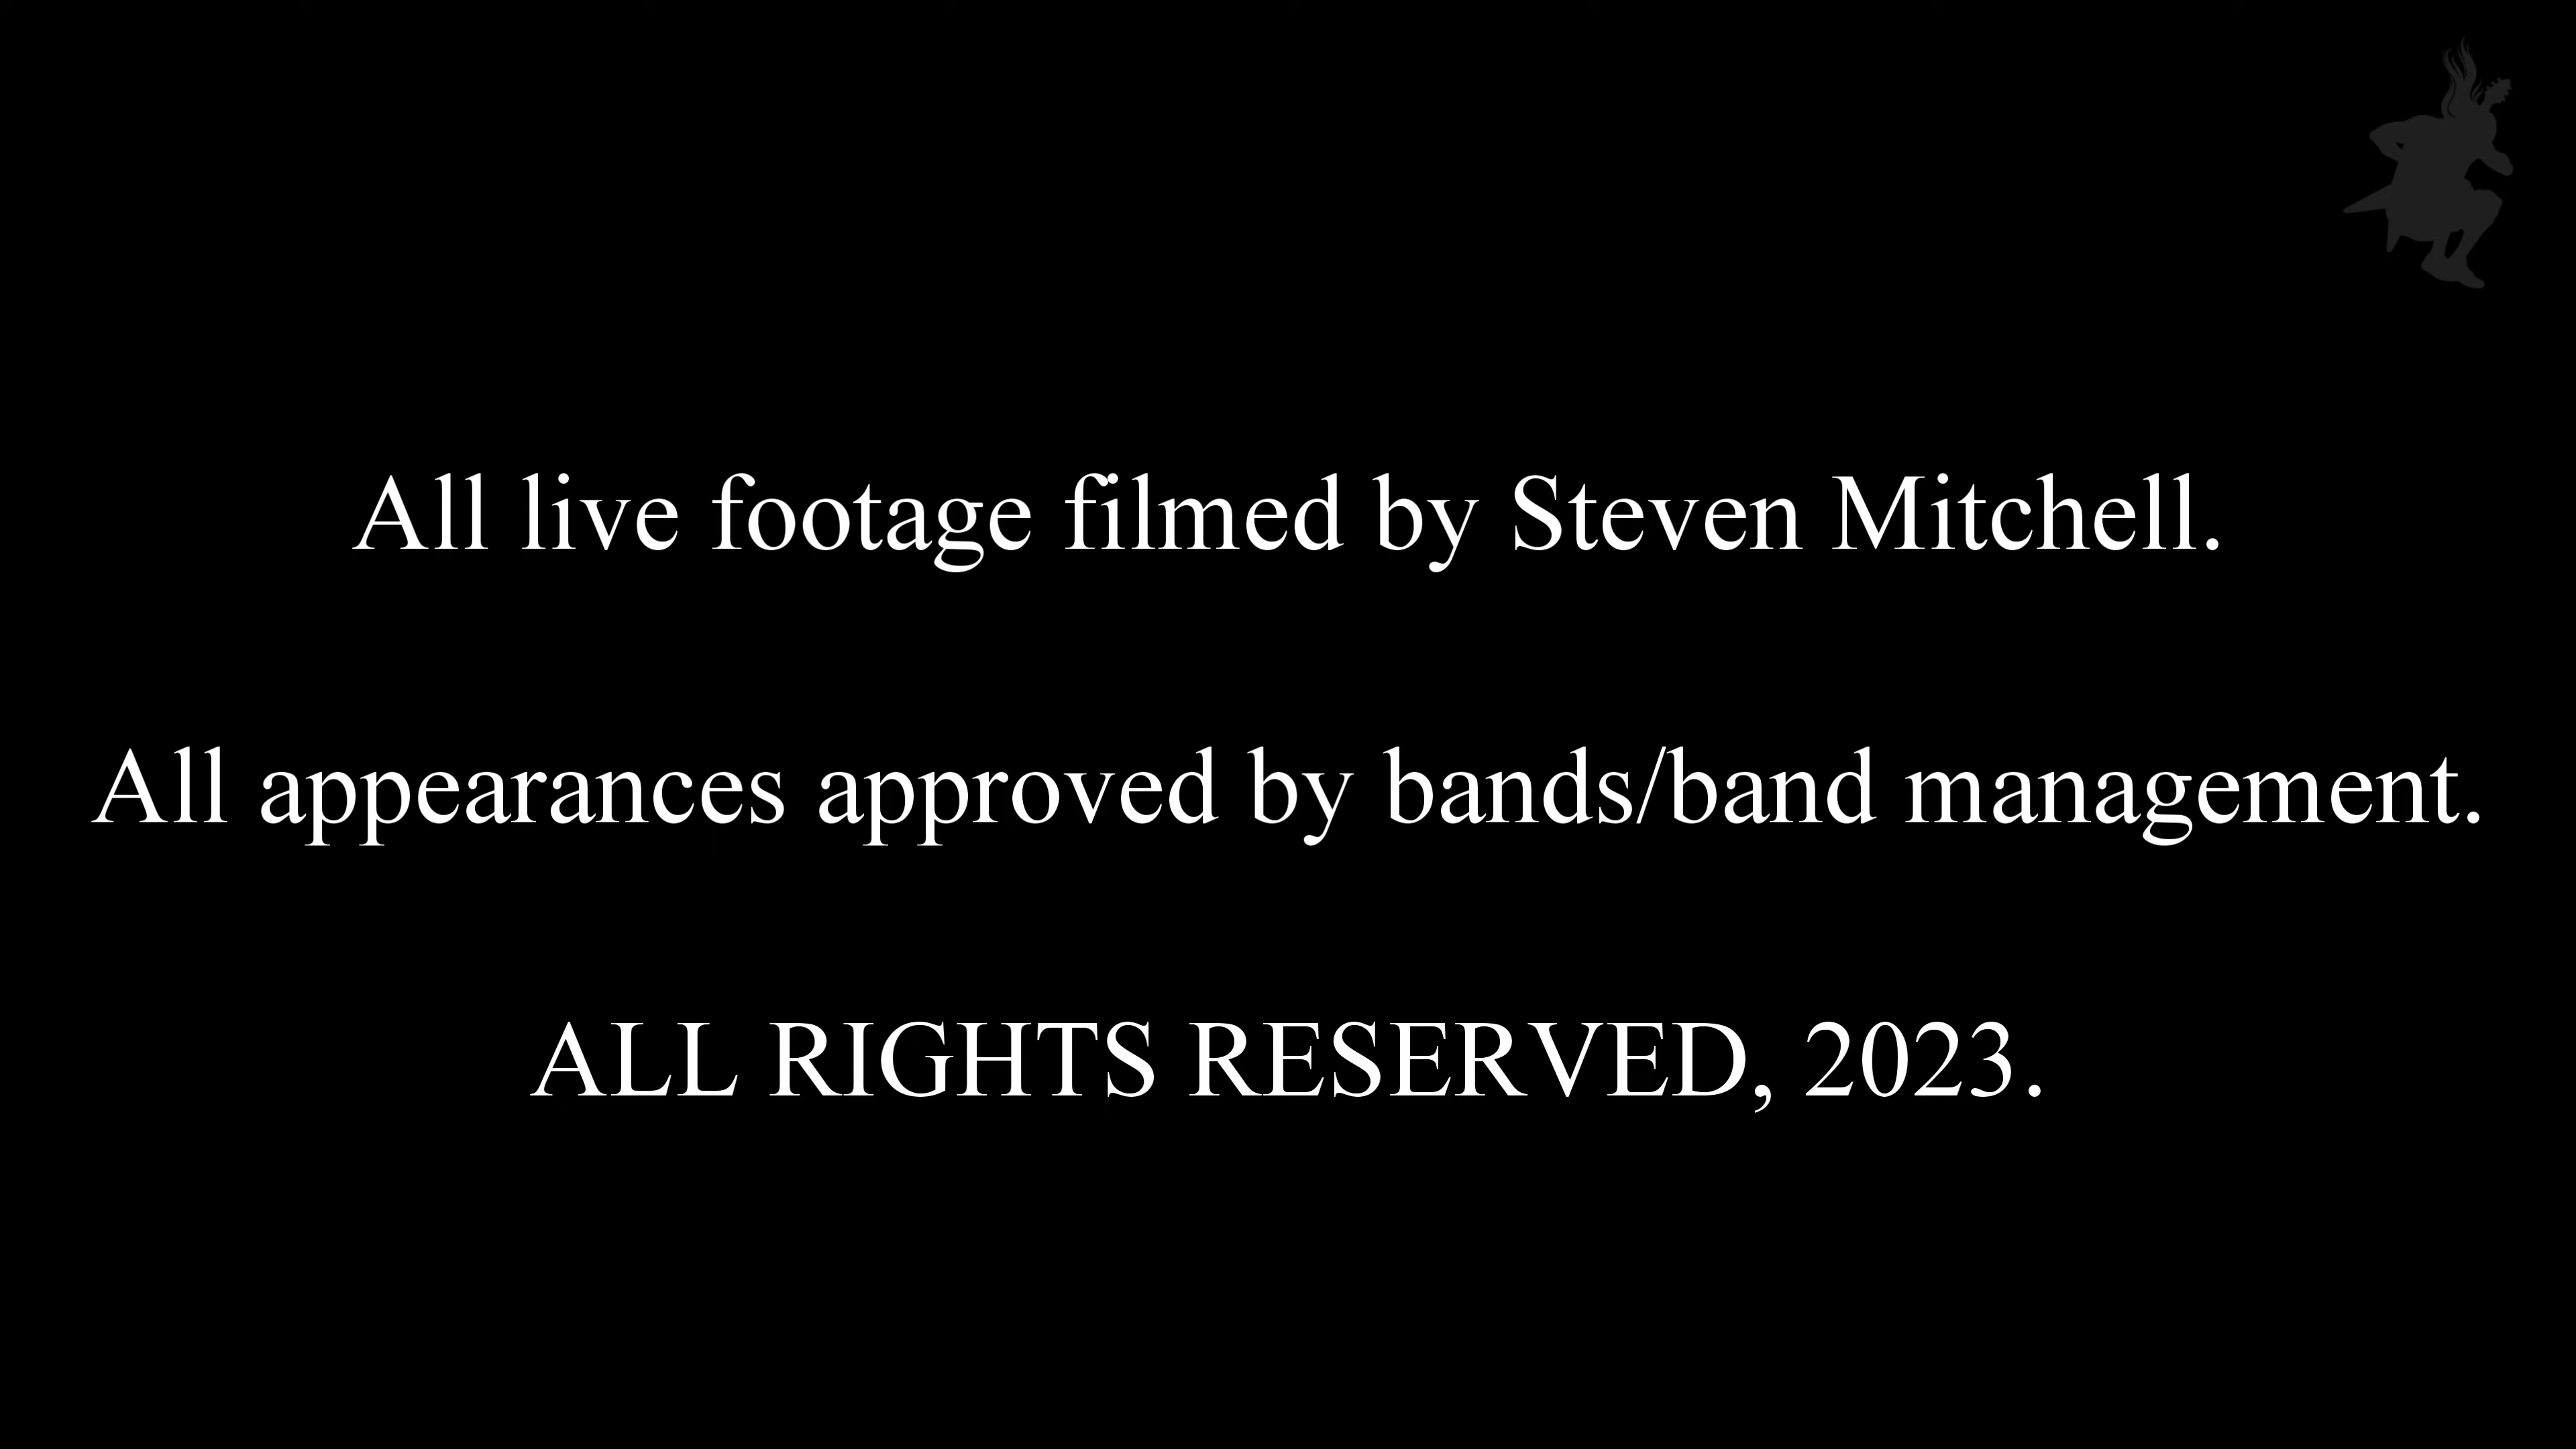 All live footage filmed by Steven Mitchell.
All appearances approved by bands/band management.
ALL RIGHTS RESERVED, 2023.